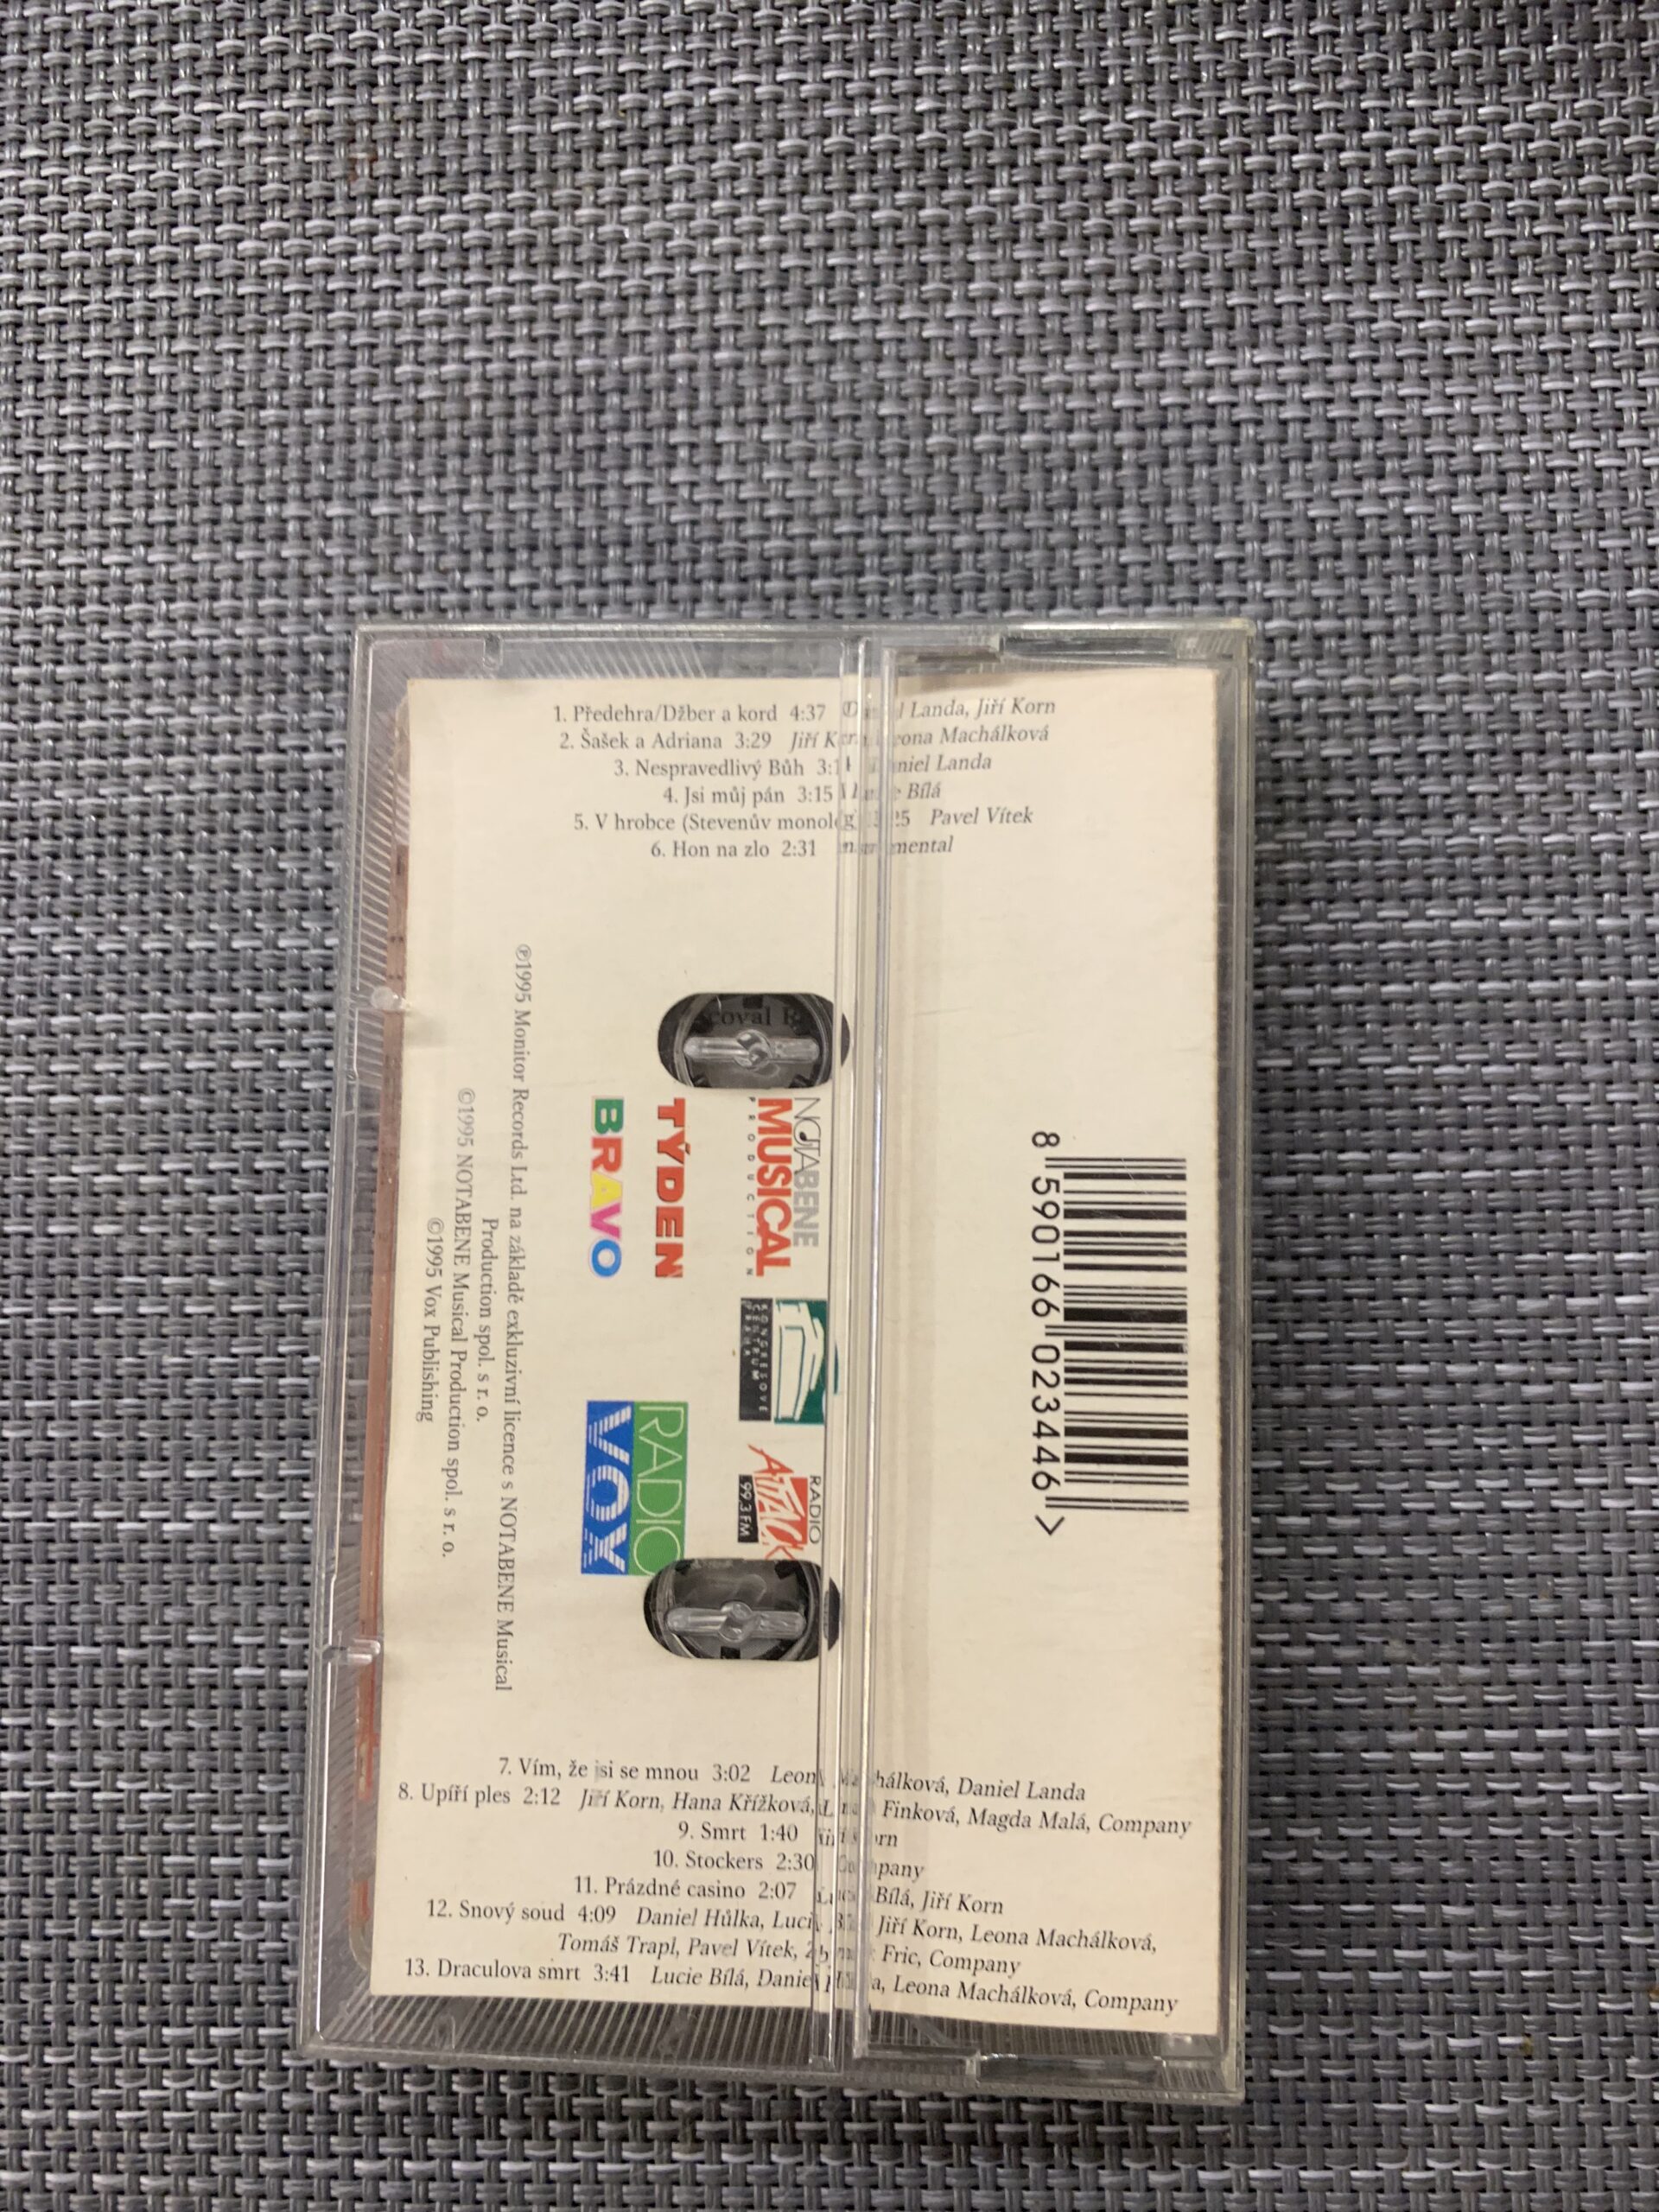 1. Předehra/Džber a kord 4:37 Landa, Jiří Korn
2. Šašek a Adriana 3:29 Jiří Machálková
3. Nespravedlivý Bůh Landa
4. Jsi můj pán 3:15 Bílá
5. V hrobce (Stevenův Pavel Vítek
6. Hon na zlo 2:31
℗1995 Monitor Records Ltd. na základě exkluzivní licence s NOTABENE Musical
Production spol. s r. o.
©1995 NOTABENE Musical Production spol. s r. o.
©1995 Vox Publishing
NOTABENE
MUSICAL
PRODUCTION
KONGRESOVÉ
CENTRUM
PRAHA
RADIO
ATTACK
99.3 FM
TÝDEN
BRAVO
RADIO
VOX
8 590166 023446 >
7. Vím, že jsi se mnou 3:02 Daniel Landa
8. Upíří ples 2:12 Jiří Korn, Hana Křížková, Finková, Magda Malá, Company
9. Smrt 1:40
10. Stockers 2:30
11. Prázdné casino 2:07 Bílá, Jiří Korn
12. Snový soud 4:09 Daniel Hůlka, Jiří Korn, Leona Machálková,
Tomáš Trapl, Pavel Vítek, Fric, Company
13. Draculova smrt 3:41 Lucie Bílá, Leona Machálková, Company